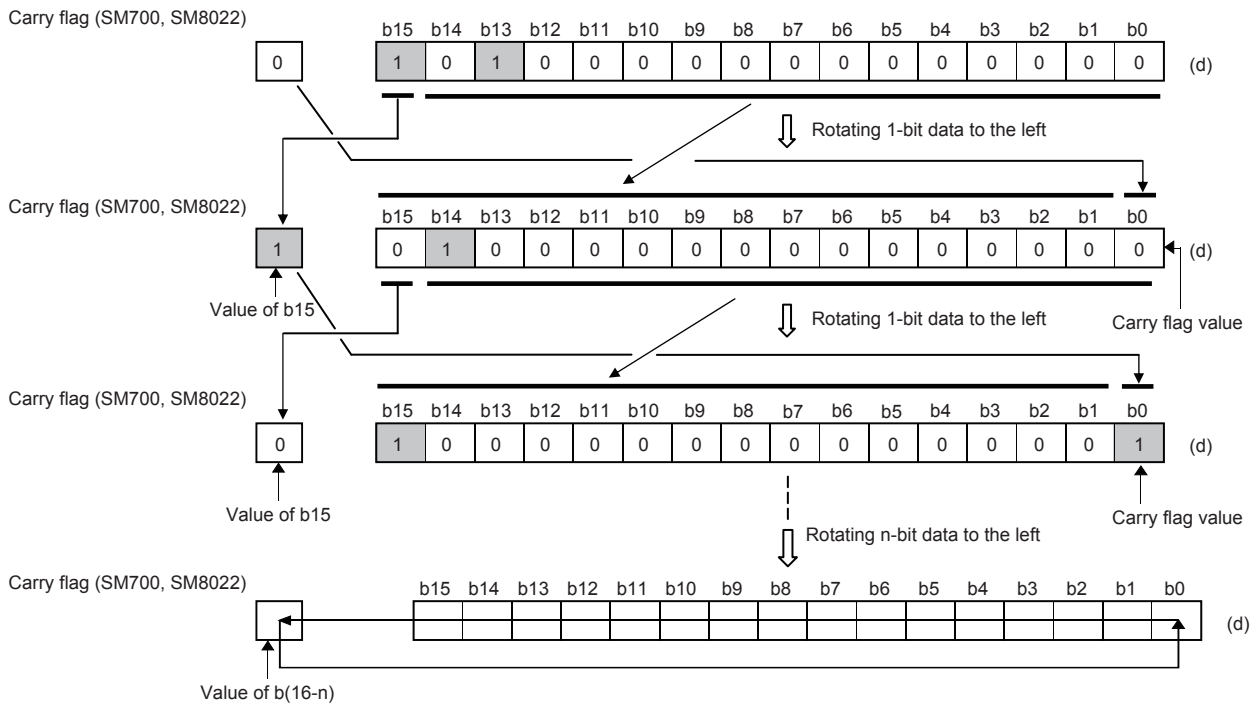 Carry flag (SM700, SM8022)
b15 b14 b13 b12 b11 b10 b9 b8 b7 b6 b5 b4 b3 b2 b1 b0
0 1 0 1 0 0 0 0 0 0 0 0 0 0 0 0 0 (d)
Rotating 1-bit data to the left
Carry flag (SM700, SM8022)
b15 b14 b13 b12 b11 b10 b9 b8 b7 b6 b5 b4 b3 b2 b1 b0
1 0 1 0 0 0 0 0 0 0 0 0 0 0 0 0 0 (d)
Value of b15
Rotating 1-bit data to the left
Carry flag value
Carry flag (SM700, SM8022)
b15 b14 b13 b12 b11 b10 b9 b8 b7 b6 b5 b4 b3 b2 b1 b0
0 1 0 0 0 0 0 0 0 0 0 0 0 0 0 0 1 (d)
Value of b15
Carry flag value
Rotating n-bit data to the left
Carry flag (SM700, SM8022)
b15 b14 b13 b12 b11 b10 b9 b8 b7 b6 b5 b4 b3 b2 b1 b0
(d)
Value of b(16-n)